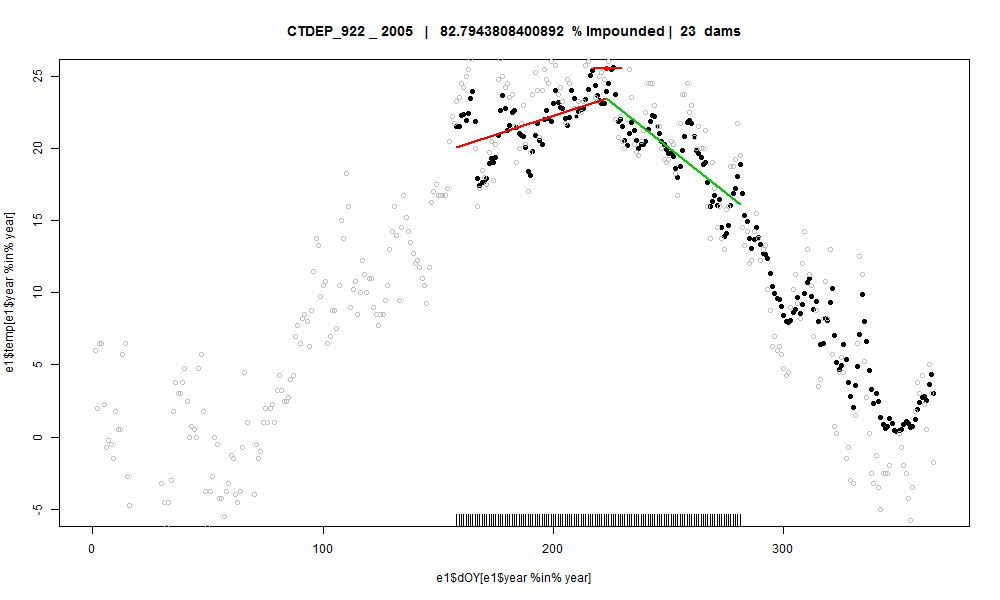 CTDEP_922 _ 2005 | 82.7943808400892 % Impounded | 23 dams
25
20
15
10
5
0
-5
e1$temp[e1$year %in% year]
0 100 200 300
e1$dOY[e1$year %in% year]